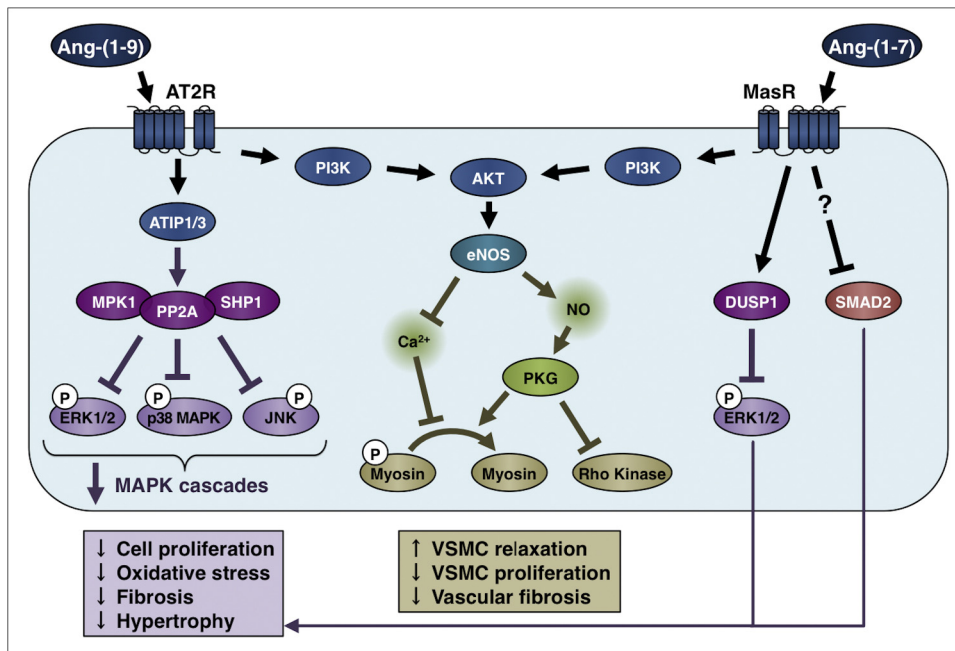 Ang-(1-9)
Ang-(1-7)
AT2R
MasR
PI3K
AKT
PI3K
ATIP1/3
?
eNOS
MPK1
PP2A
SHP1
NO
DUSP1
SMAD2
Ca²⁺
PKG
P
P
P
P
ERK1/2
p38 MAPK
JNK
ERK1/2
P
Myosin
Myosin
Rho Kinase
MAPK cascades
↓ Cell proliferation
↓ Oxidative stress
↓ Fibrosis
↓ Hypertrophy
↑ VSMC relaxation
↓ VSMC proliferation
↓ Vascular fibrosis